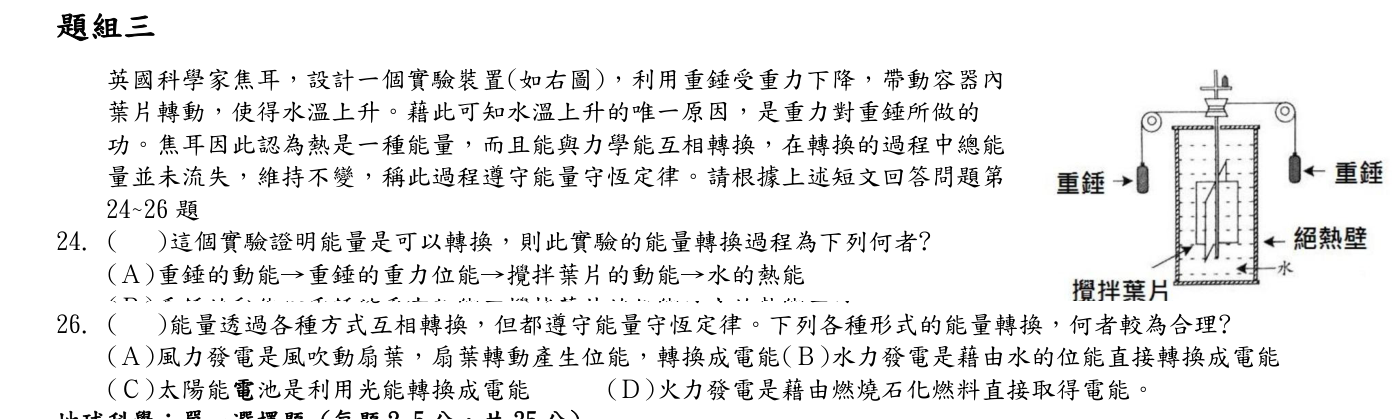 題組三
英國科學家焦耳，設計一個實驗裝置(如右圖)，利用重錘受重力下降，帶動容器內
葉片轉動，使得水溫上升。藉此可知水溫上升的唯一原因，是重力對重錘所做的
功。焦耳因此認為熱是一種能量，而且能與力學能互相轉換，在轉換的過程中總能
量並未流失，維持不變，稱此過程遵守能量守恆定律。請根據上述短文回答問題第
24~26 題
重錘
重錘
絕熱壁
水
攪拌葉片
24. (　)這個實驗證明能量是可以轉換，則此實驗的能量轉換過程為下列何者?
(A)重錘的動能→重錘的重力位能→攪拌葉片的動能→水的熱能
26. (　)能量透過各種方式互相轉換，但都遵守能量守恆定律。下列各種形式的能量轉換，何者較為合理?
(A)風力發電是風吹動扇葉，扇葉轉動產生位能，轉換成電能(B)水力發電是藉由水的位能直接轉換成電能
(C)太陽能電池是利用光能轉換成電能　　(D)火力發電是藉由燃燒石化燃料直接取得電能。